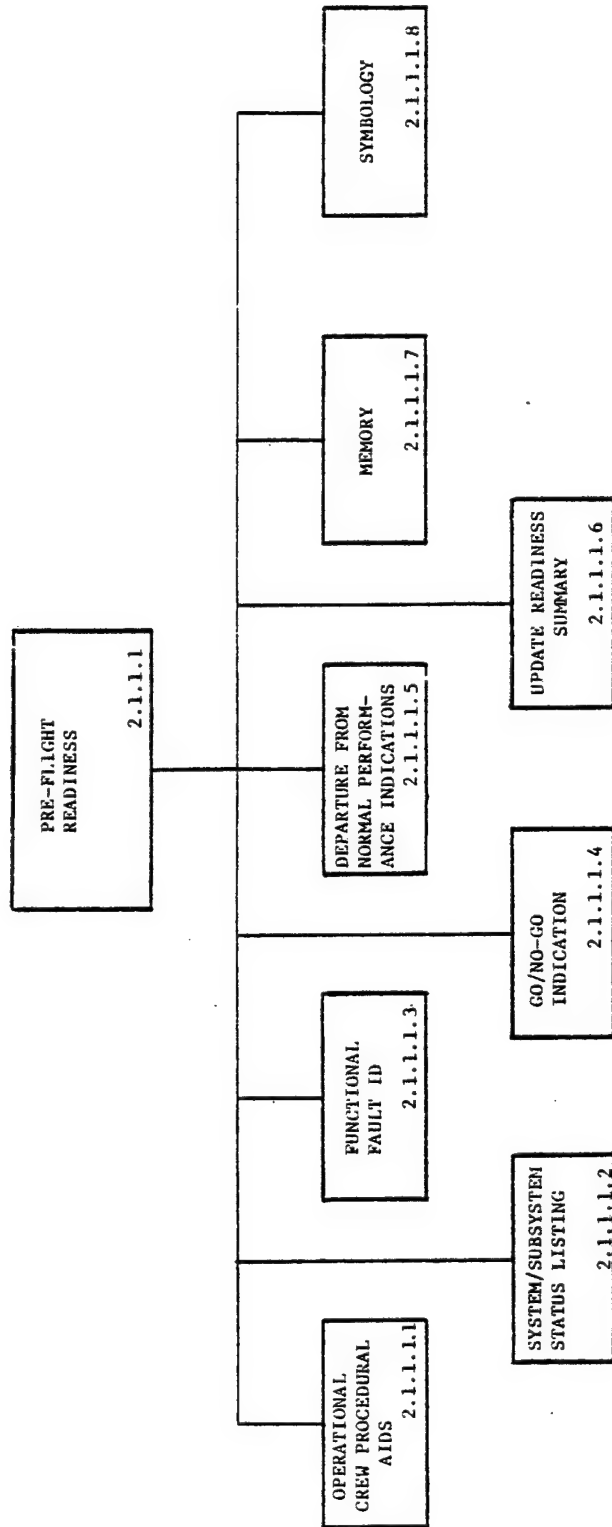 PRE-FLIGHT
READINESS
2.1.1.1
OPERATIONAL
CREW PROCEDURAL
AIDS
2.1.1.1.1
SYSTEM/SUBSYSTEM
STATUS LISTING
2.1.1.1.2
FUNCTIONAL
FAULT ID
2.1.1.1.3
GO/NO-GO
INDICATION
2.1.1.1.4
DEPARTURE FROM
NORMAL PERFORM-
ANCE INDICATIONS
2.1.1.1.5
UPDATE READINESS
SUMMARY
2.1.1.1.6
MEMORY
2.1.1.1.7
SYMBOLOGY
2.1.1.1.8